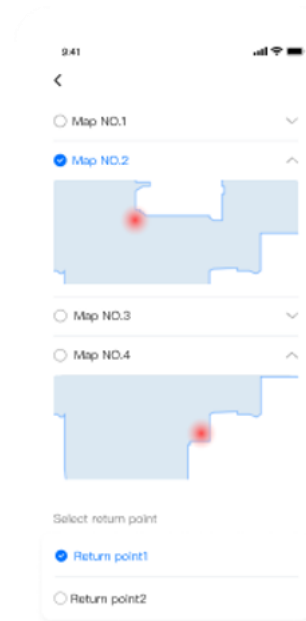 9:41
Map NO.1
Map NO.2
Map NO.3
Map NO.4
Select return point
Return point1
Return point2